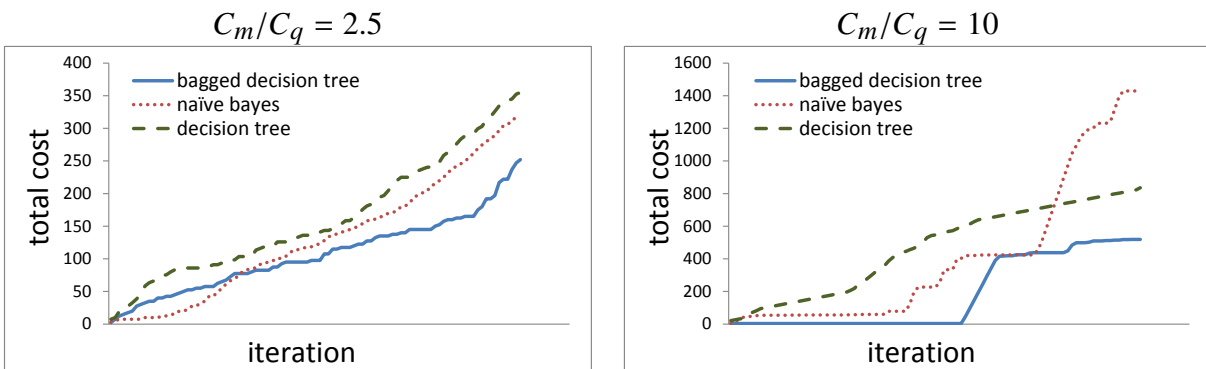 C_m/C_q = 2.5
400
350
300
250
200
150
100
50
0
total cost
bagged decision tree
naïve bayes
decision tree
iteration
C_m/C_q = 10
1600
1400
1200
1000
800
600
400
200
0
total cost
bagged decision tree
naïve bayes
decision tree
iteration